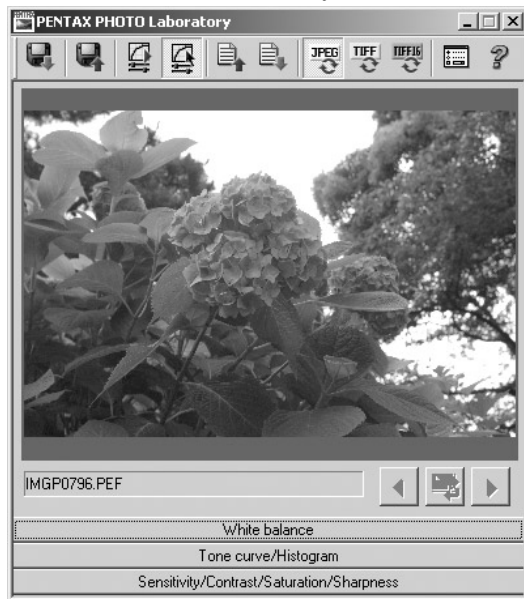 PENTAX PHOTO Laboratory
JPEG TIFF TIFF16 ?
IMGP0796.PEF
White balance
Tone curve/Histogram
Sensitivity/Contrast/Saturation/Sharpness